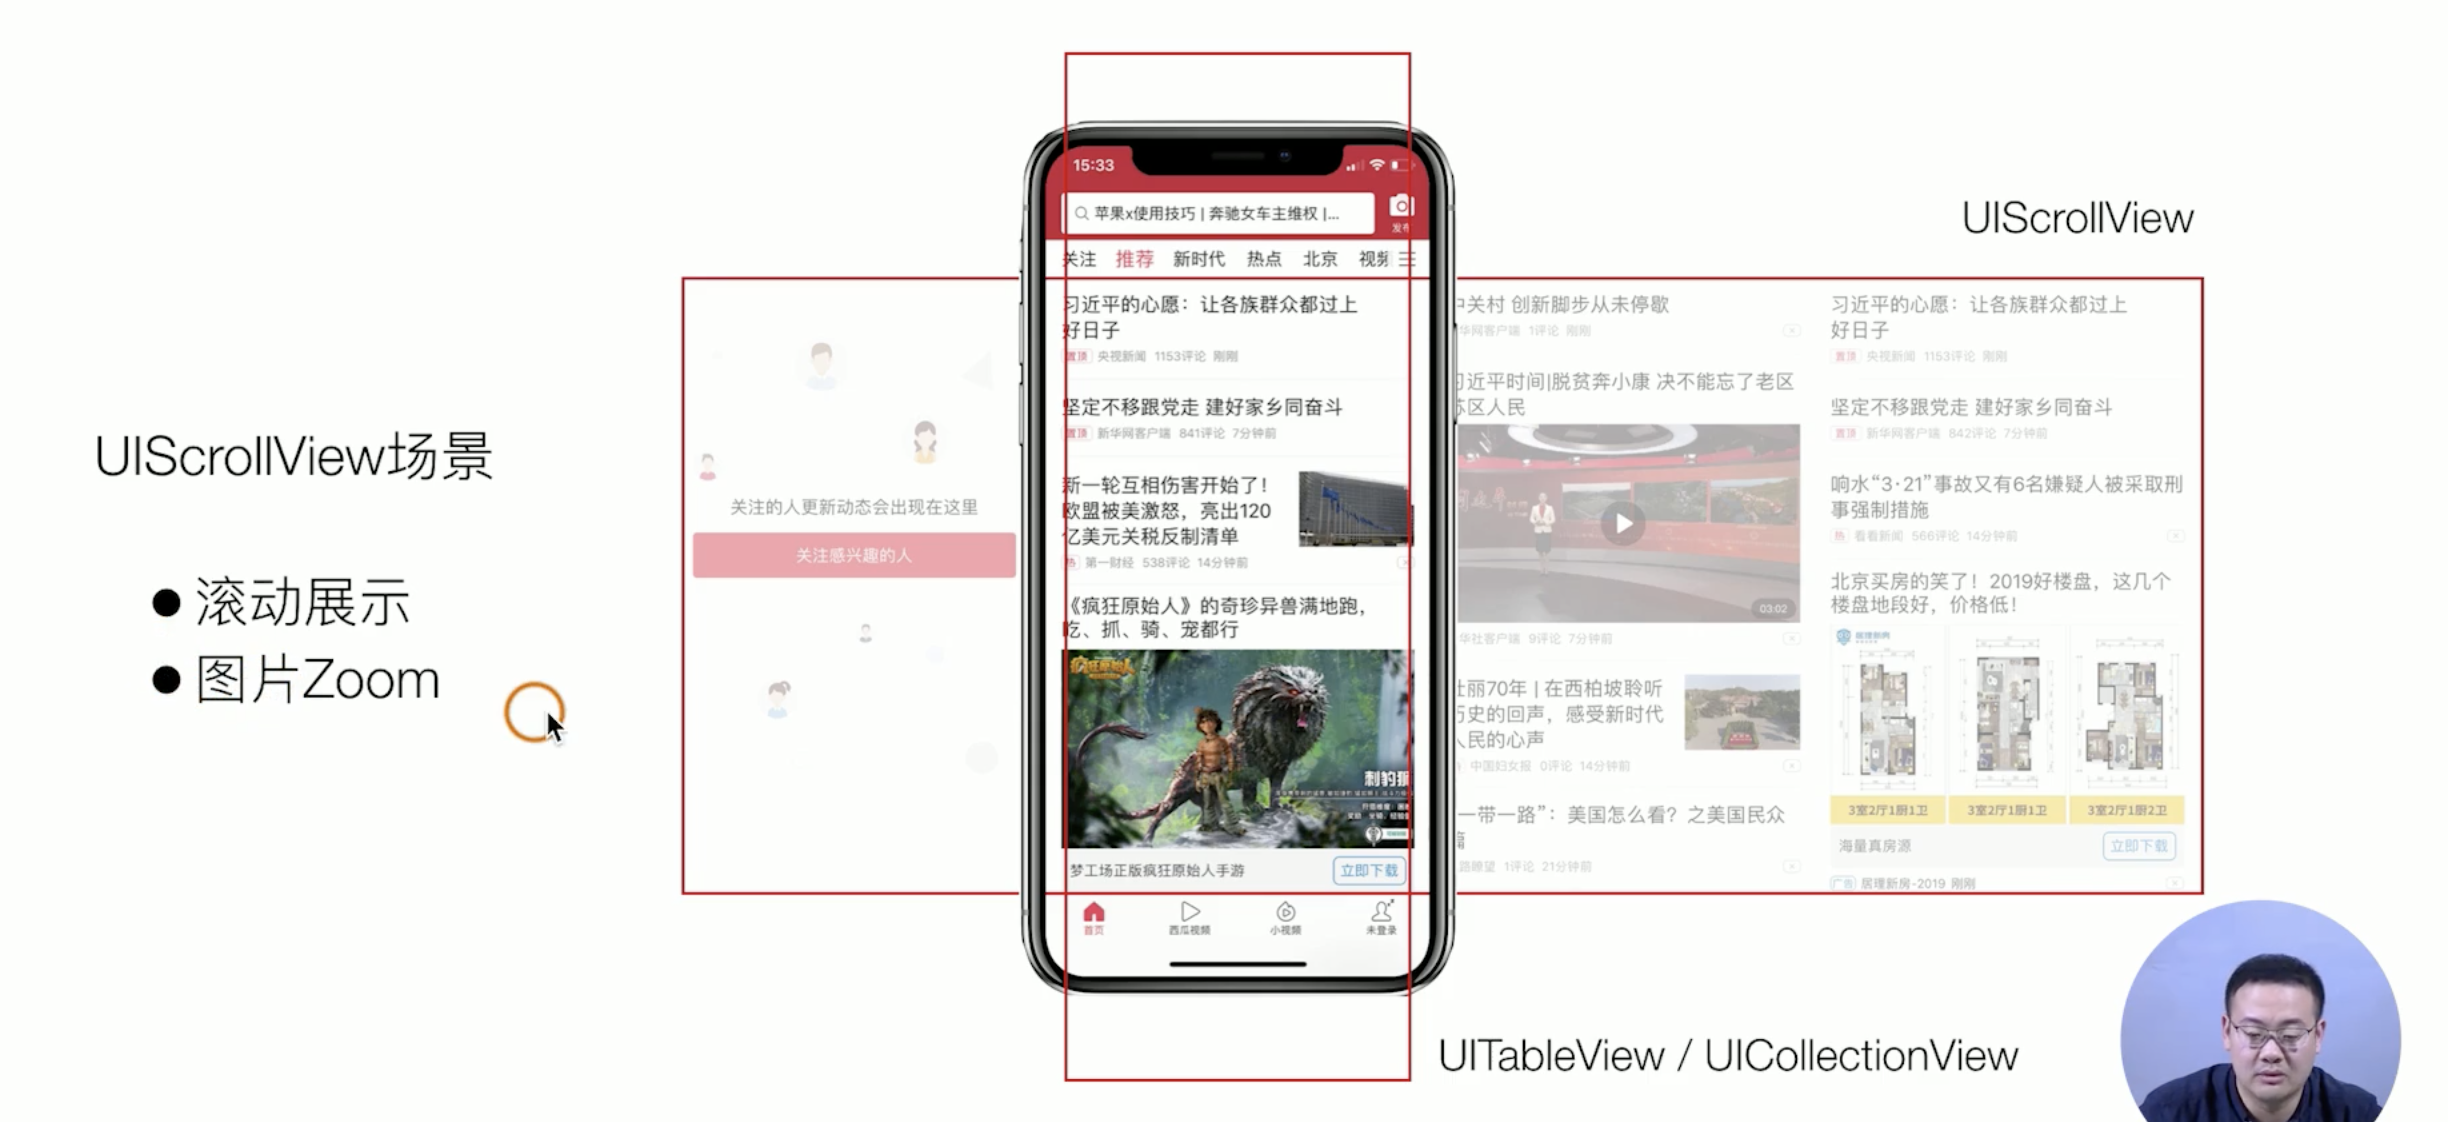 UIScrollView场景
滚动展示
图片Zoom
关注的人更新动态会出现在这里
关注感兴趣的人
15:33
苹果x使用技巧 | 奔驰女车主维权 |...
发布
关注 推荐 新时代 热点 北京 视频
习近平的心愿：让各族群众都过上
好日子
置顶 央视新闻 1153评论 刚刚
坚定不移跟党走 建好家乡同奋斗
置顶 新华网客户端 841评论 7分钟前
新一轮互相伤害开始了！
欧盟被美激怒，亮出120
亿美元关税反制清单
热 第一财经 538评论 14分钟前
《疯狂原始人》的奇珍异兽满地跑，
吃、抓、骑、宠都行
疯狂原始人
刺豹狼
梦工场正版疯狂原始人手游
立即下载
首页 西瓜视频 小视频 未登录
UIScrollView
中关村 创新脚步从未停歇
华网客户端 1评论 刚刚
习近平时间|脱贫奔小康 决不能忘了老区
苏区人民
03:02
华社客户端 9评论 7分钟前
壮丽70年 | 在西柏坡聆听
历史的回声，感受新时代
人民的心声
中国妇女报 0评论 14分钟前
一带一路”：美国怎么看？之美国民众
篇
路瞭望 1评论 21分钟前
习近平的心愿：让各族群众都过上
好日子
置顶 央视新闻 1153评论 刚刚
坚定不移跟党走 建好家乡同奋斗
置顶 新华网客户端 842评论 7分钟前
响水“3·21”事故又有6名嫌疑人被采取刑
事强制措施
热 看看新闻 566评论 14分钟前
北京买房的笑了！2019好楼盘，这几个
楼盘地段好，价格低！
居理新房
3室2厅1厨1卫 3室2厅1厨1卫 3室2厅1厨2卫
海量真房源
立即下载
广告 居理新房-2019 刚刚
UITableView / UICollectionView